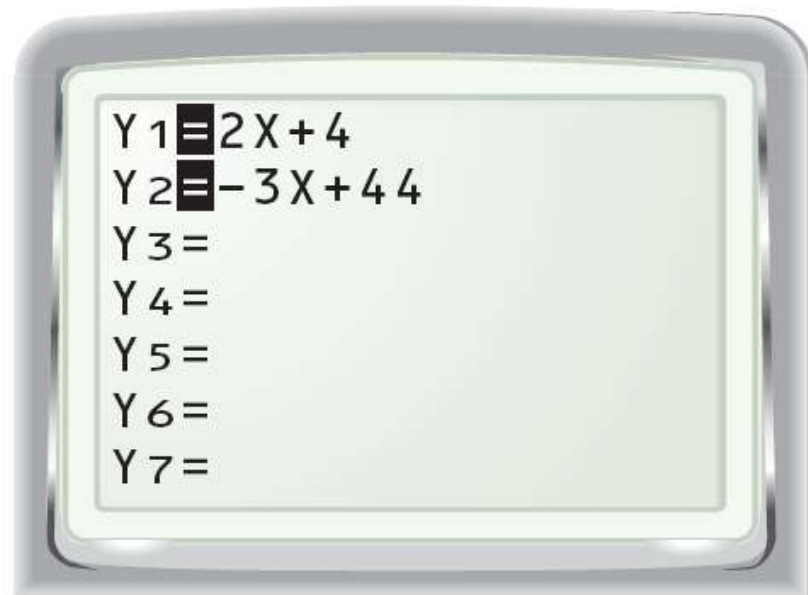 Y1=2X+4
Y2=-3X+44
Y3=
Y4=
Y5=
Y6=
Y7=